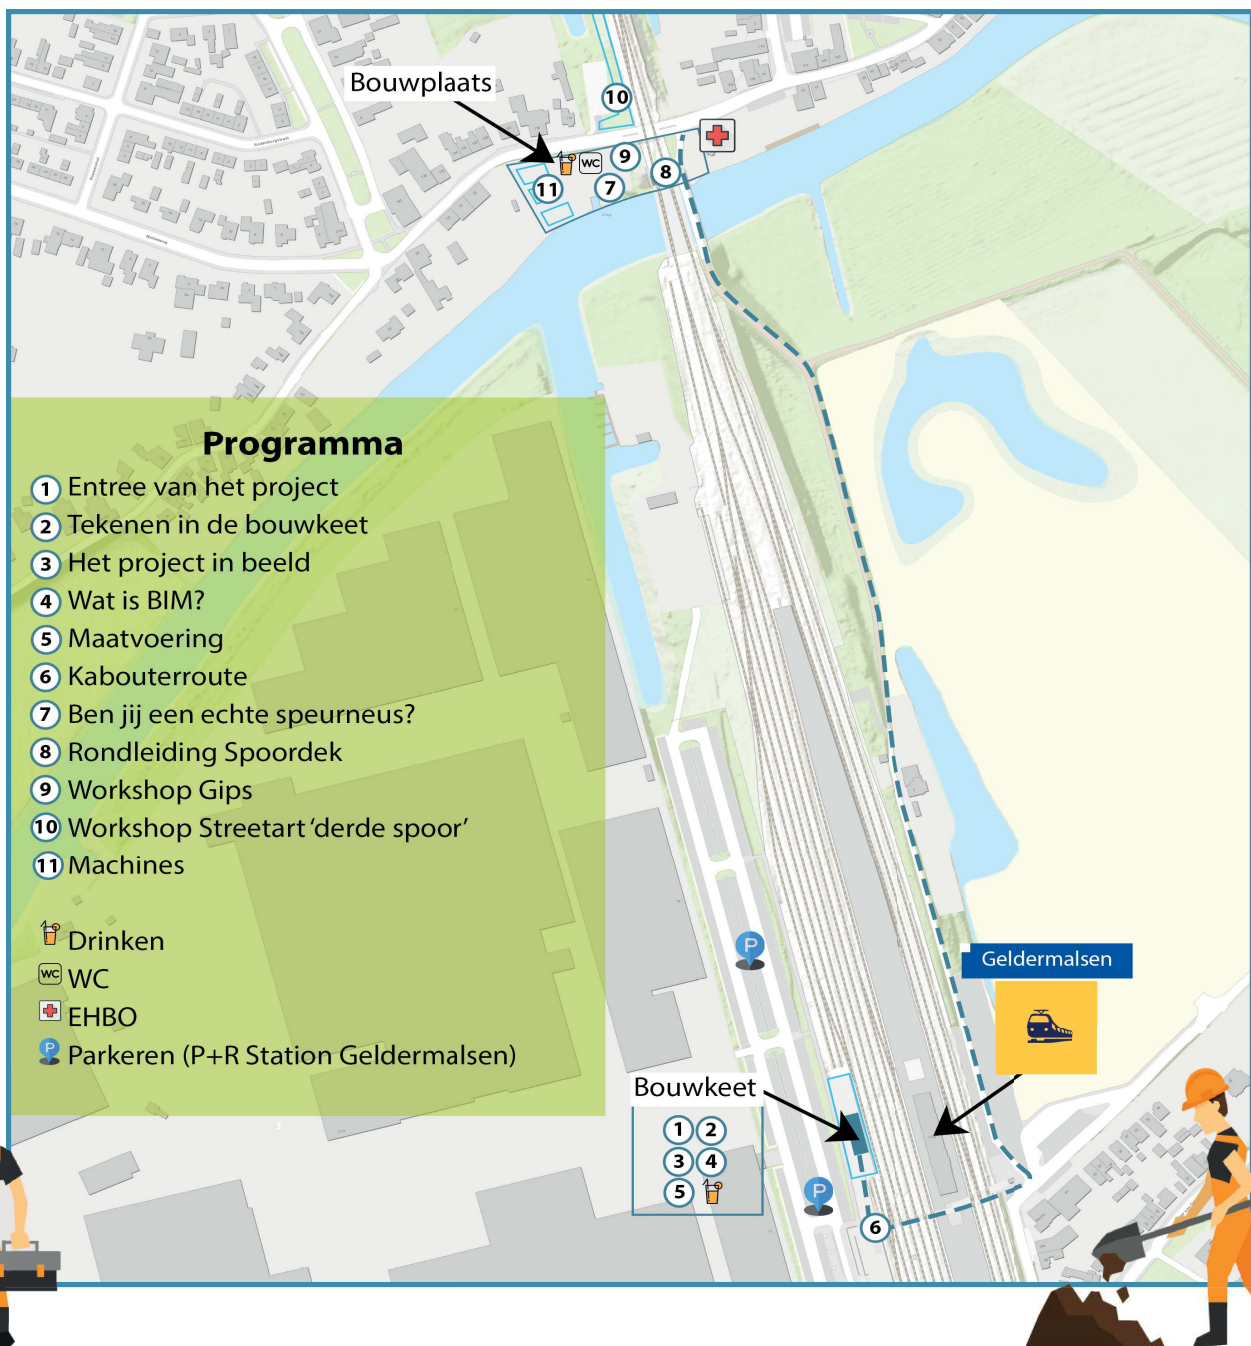 Bouwplaats
10
WC
9
8
7
11
Programma
1 Entree van het project
2 Tekenen in de bouwkeet
3 Het project in beeld
4 Wat is BIM?
5 Maatvoering
6 Kabouterroute
7 Ben jij een echte speurneus?
8 Rondleiding Spoordek
9 Workshop Gips
10 Workshop Streetart ‘derde spoor’
11 Machines
Drinken
WC WC
EHBO
P Parkeren (P+R Station Geldermalsen)
P
Geldermalsen
Bouwkeet
1 2
3 4
5
P
6